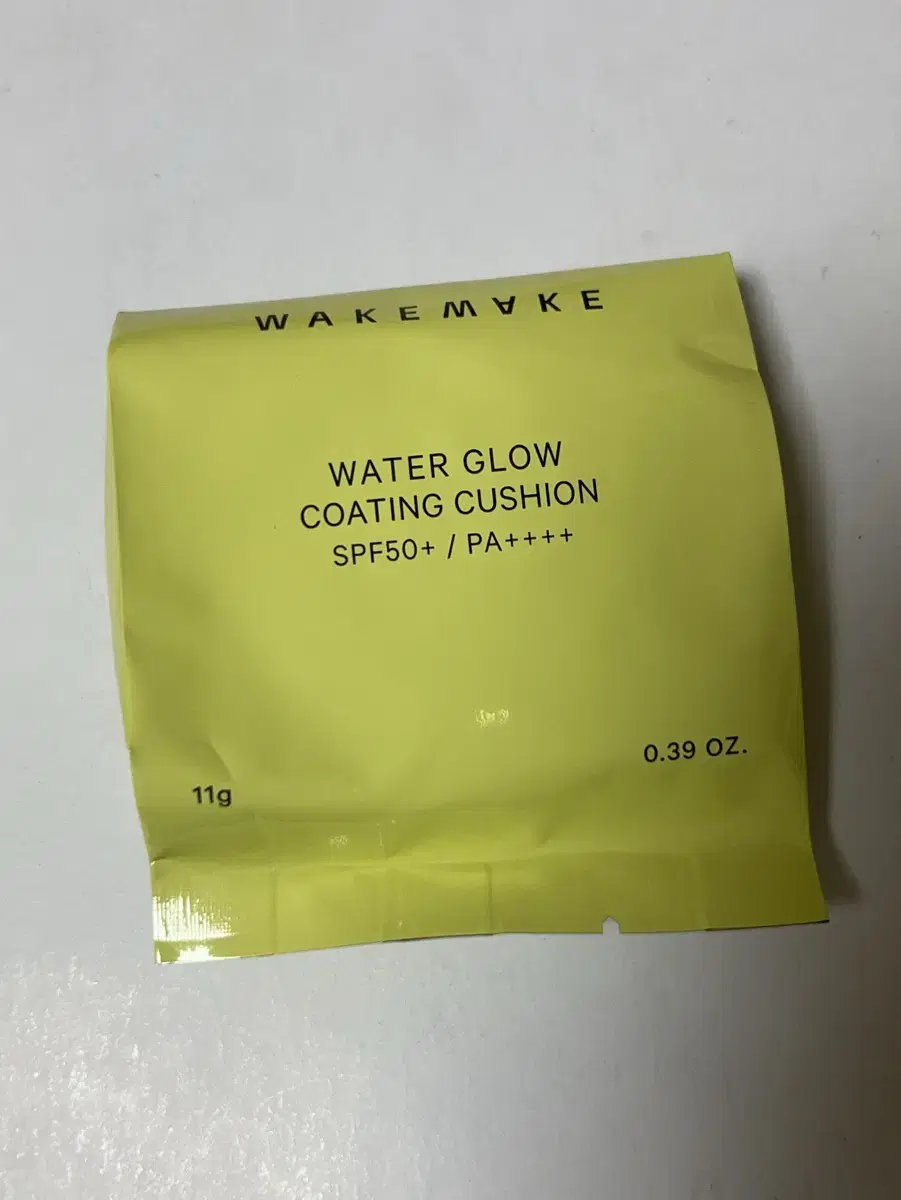 WAKEMAKE
WATER GLOW
COATING CUSHION
SPF50+ / PA++++
0.39 OZ.
11g